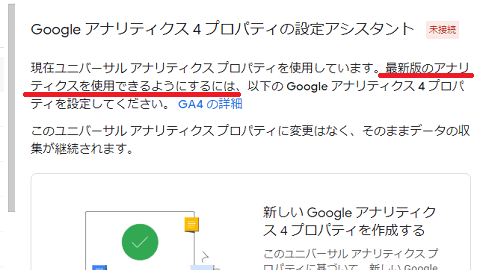 Google アナリティクス 4 プロパティの設定アシスタント 未接続
現在ユニバーサル アナリティクス プロパティを使用しています。最新版のアナリ
ティクスを使用できるようにするには、以下の Google アナリティクス 4 プロパ
ティを設定してください。 GA4 の詳細
このユニバーサル アナリティクス プロパティに変更はなく、そのままデータの収
集が継続されます。
新しい Google アナリティク
ス 4 プロパティを作成する
このユニバーサル アナリティクス プ
ロパティに基づいて、新しい Google